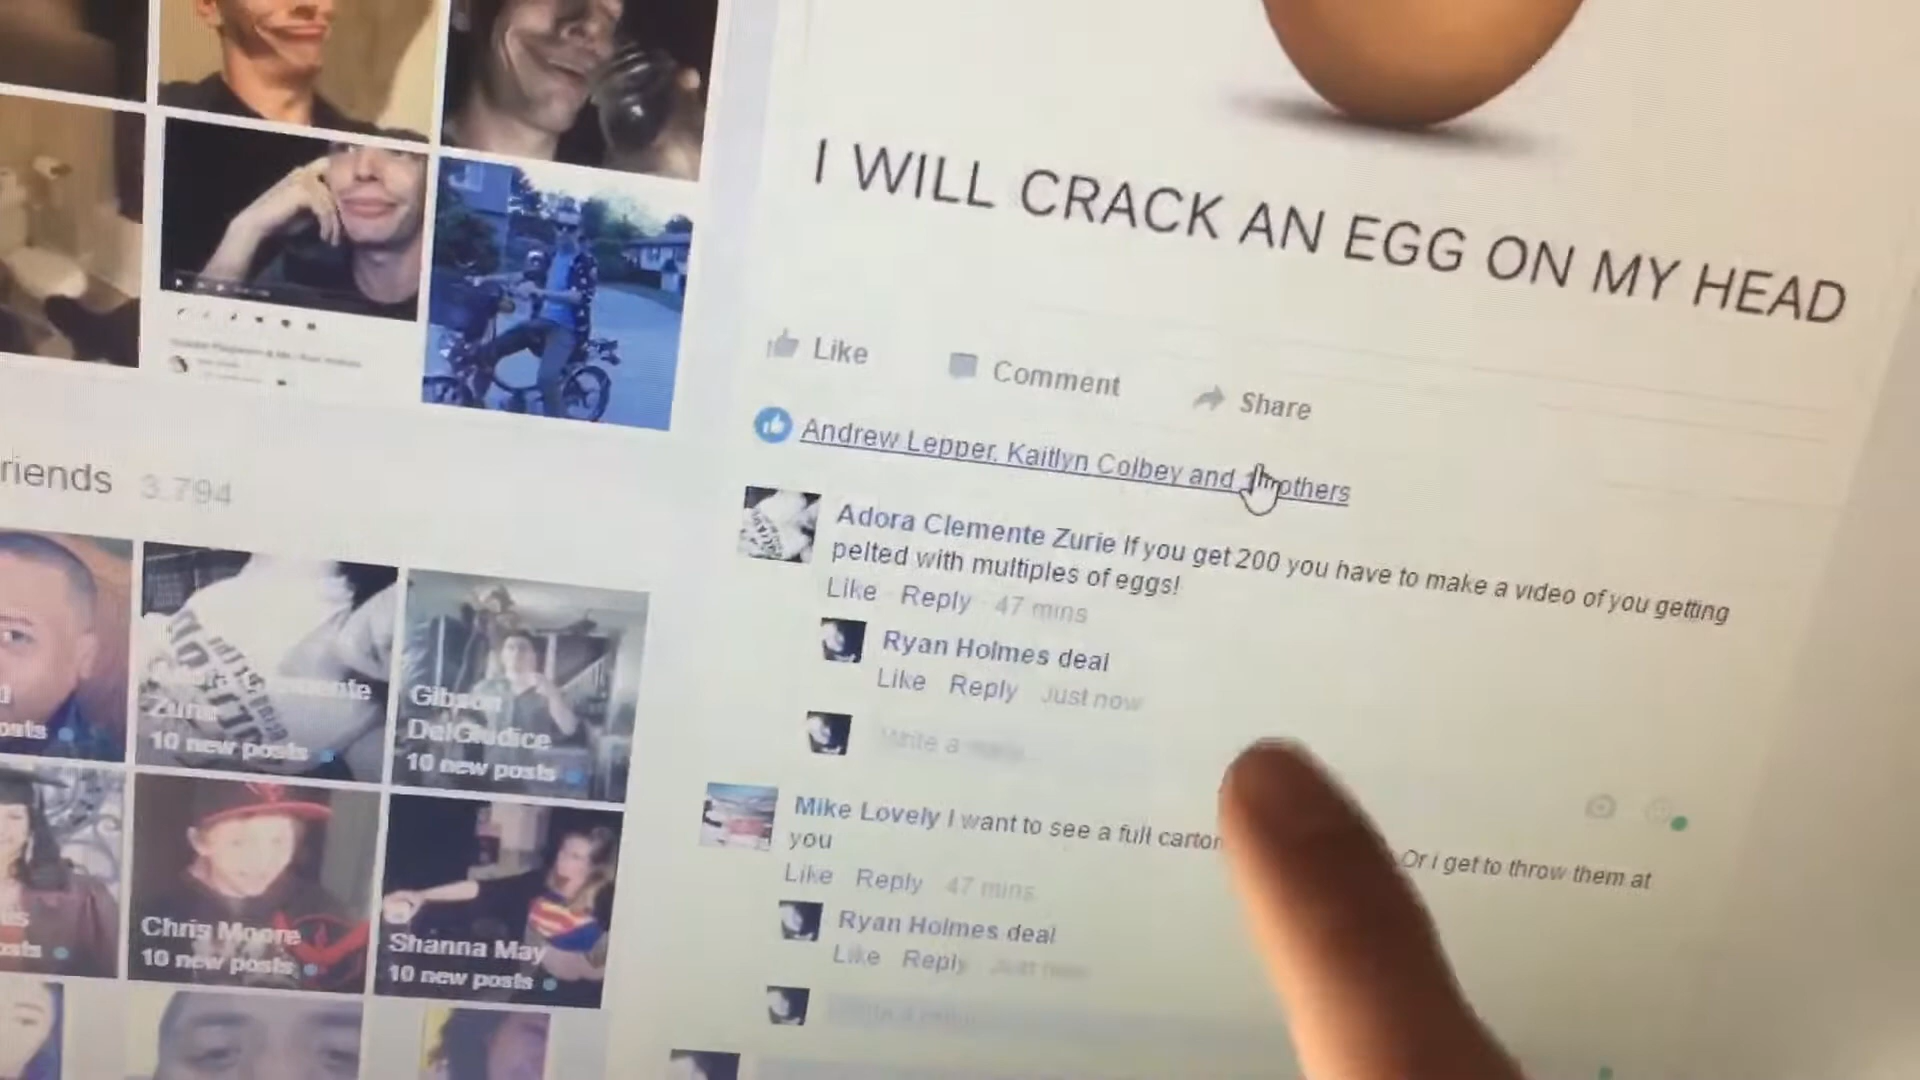 I WILL CRACK AN EGG ON MY HEAD
Like Comment Share
Andrew Lepper, Kaitlyn Colbey and others
Adora Clemente Zurie If you get 200 you have to make a video of you getting
pelted with multiples of eggs!
Like Reply 47 mins
Ryan Holmes deal
Like Reply Just now
Write a
Mike Lovely I want to see a full carton Or i get to throw them at
you
Like Reply 47 mins
Ryan Holmes deal
Like Reply Just now
riends 3,794
Zurie
10 new posts
Gibson
DelGiudice
10 new posts
Chris Moore
10 new posts
Shanna May
10 new posts